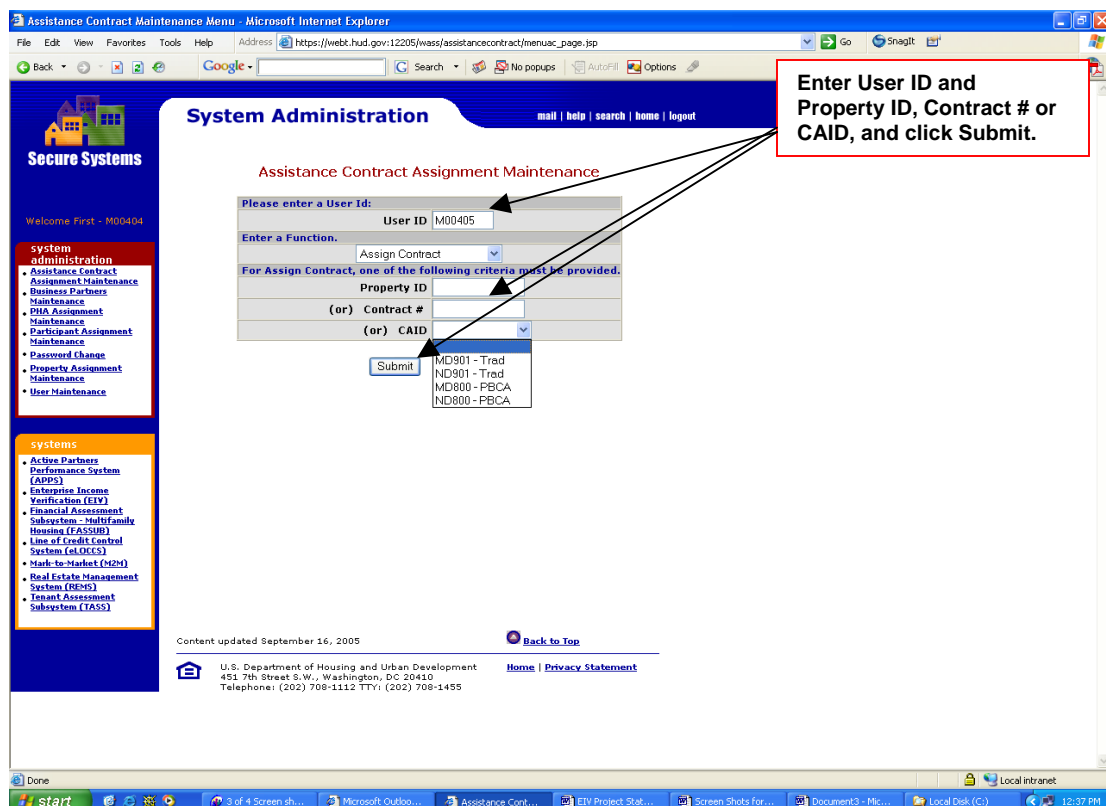 Assistance Contract Maintenance Menu - Microsoft Internet Explorer
File Edit View Favorites Tools Help Address https://webt.hud.gov:12205/wass/assistancecontract/menuac_page.jsp Go SnagIt
Back Google Search No popups AutoFill Options
Enter User ID and
Property ID, Contract # or
CAID, and click Submit.
System Administration
mail | help | search | home | logout
Secure Systems
Welcome First - M00404
system
administration
Assistance Contract
Assignment Maintenance
Business Partners
Maintenance
PHA Assignment
Maintenance
Participant Assignment
Maintenance
Password Change
Property Assignment
Maintenance
User Maintenance
systems
Active Partners
Performance System
(APPS)
Enterprise Income
Verification (EIV)
Financial Assessment
Subsystem - Multifamily
Housing (FASSUB)
Line of Credit Control
System (eLOCCS)
Mark-to-Market (M2M)
Real Estate Management
System (REMS)
Tenant Assessment
Subsystem (TASS)
Assistance Contract Assignment Maintenance
Please enter a User Id:
User ID M00405
Enter a Function.
Assign Contract
For Assign Contract, one of the following criteria must be provided.
Property ID
(or) Contract #
(or) CAID
Submit
MD901 - Trad
ND901 - Trad
MD800 - PBCA
ND800 - PBCA
Content updated September 16, 2005
Back to Top
U.S. Department of Housing and Urban Development
451 7th Street S.W., Washington, DC 20410
Telephone: (202) 708-1112 TTY: (202) 708-1455
Home | Privacy Statement
Done
Local intranet
start 3 of 4 Screen sh... Microsoft Outloo... Assistance Cont... EIV Project Stat... Screen Shots for... Document3 - Mic... Local Disk (C:) 12:37 PM